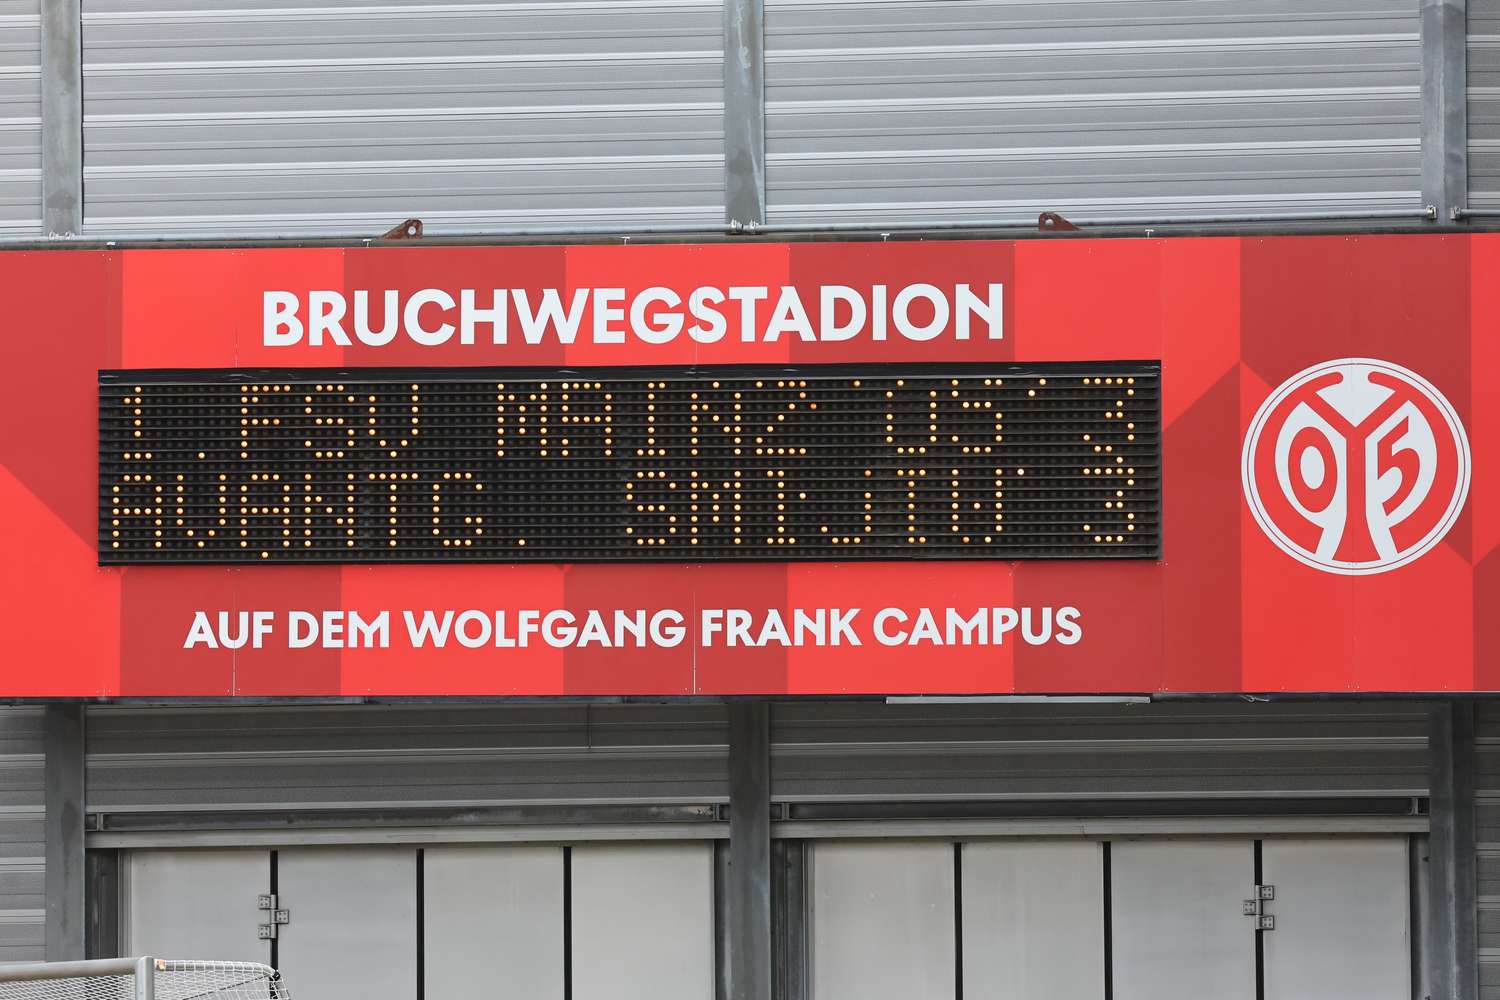 BRUCHWEGSTADION
1. FSV MAINZ 05 3
3
AUF DEM WOLFGANG FRANK CAMPUS
05